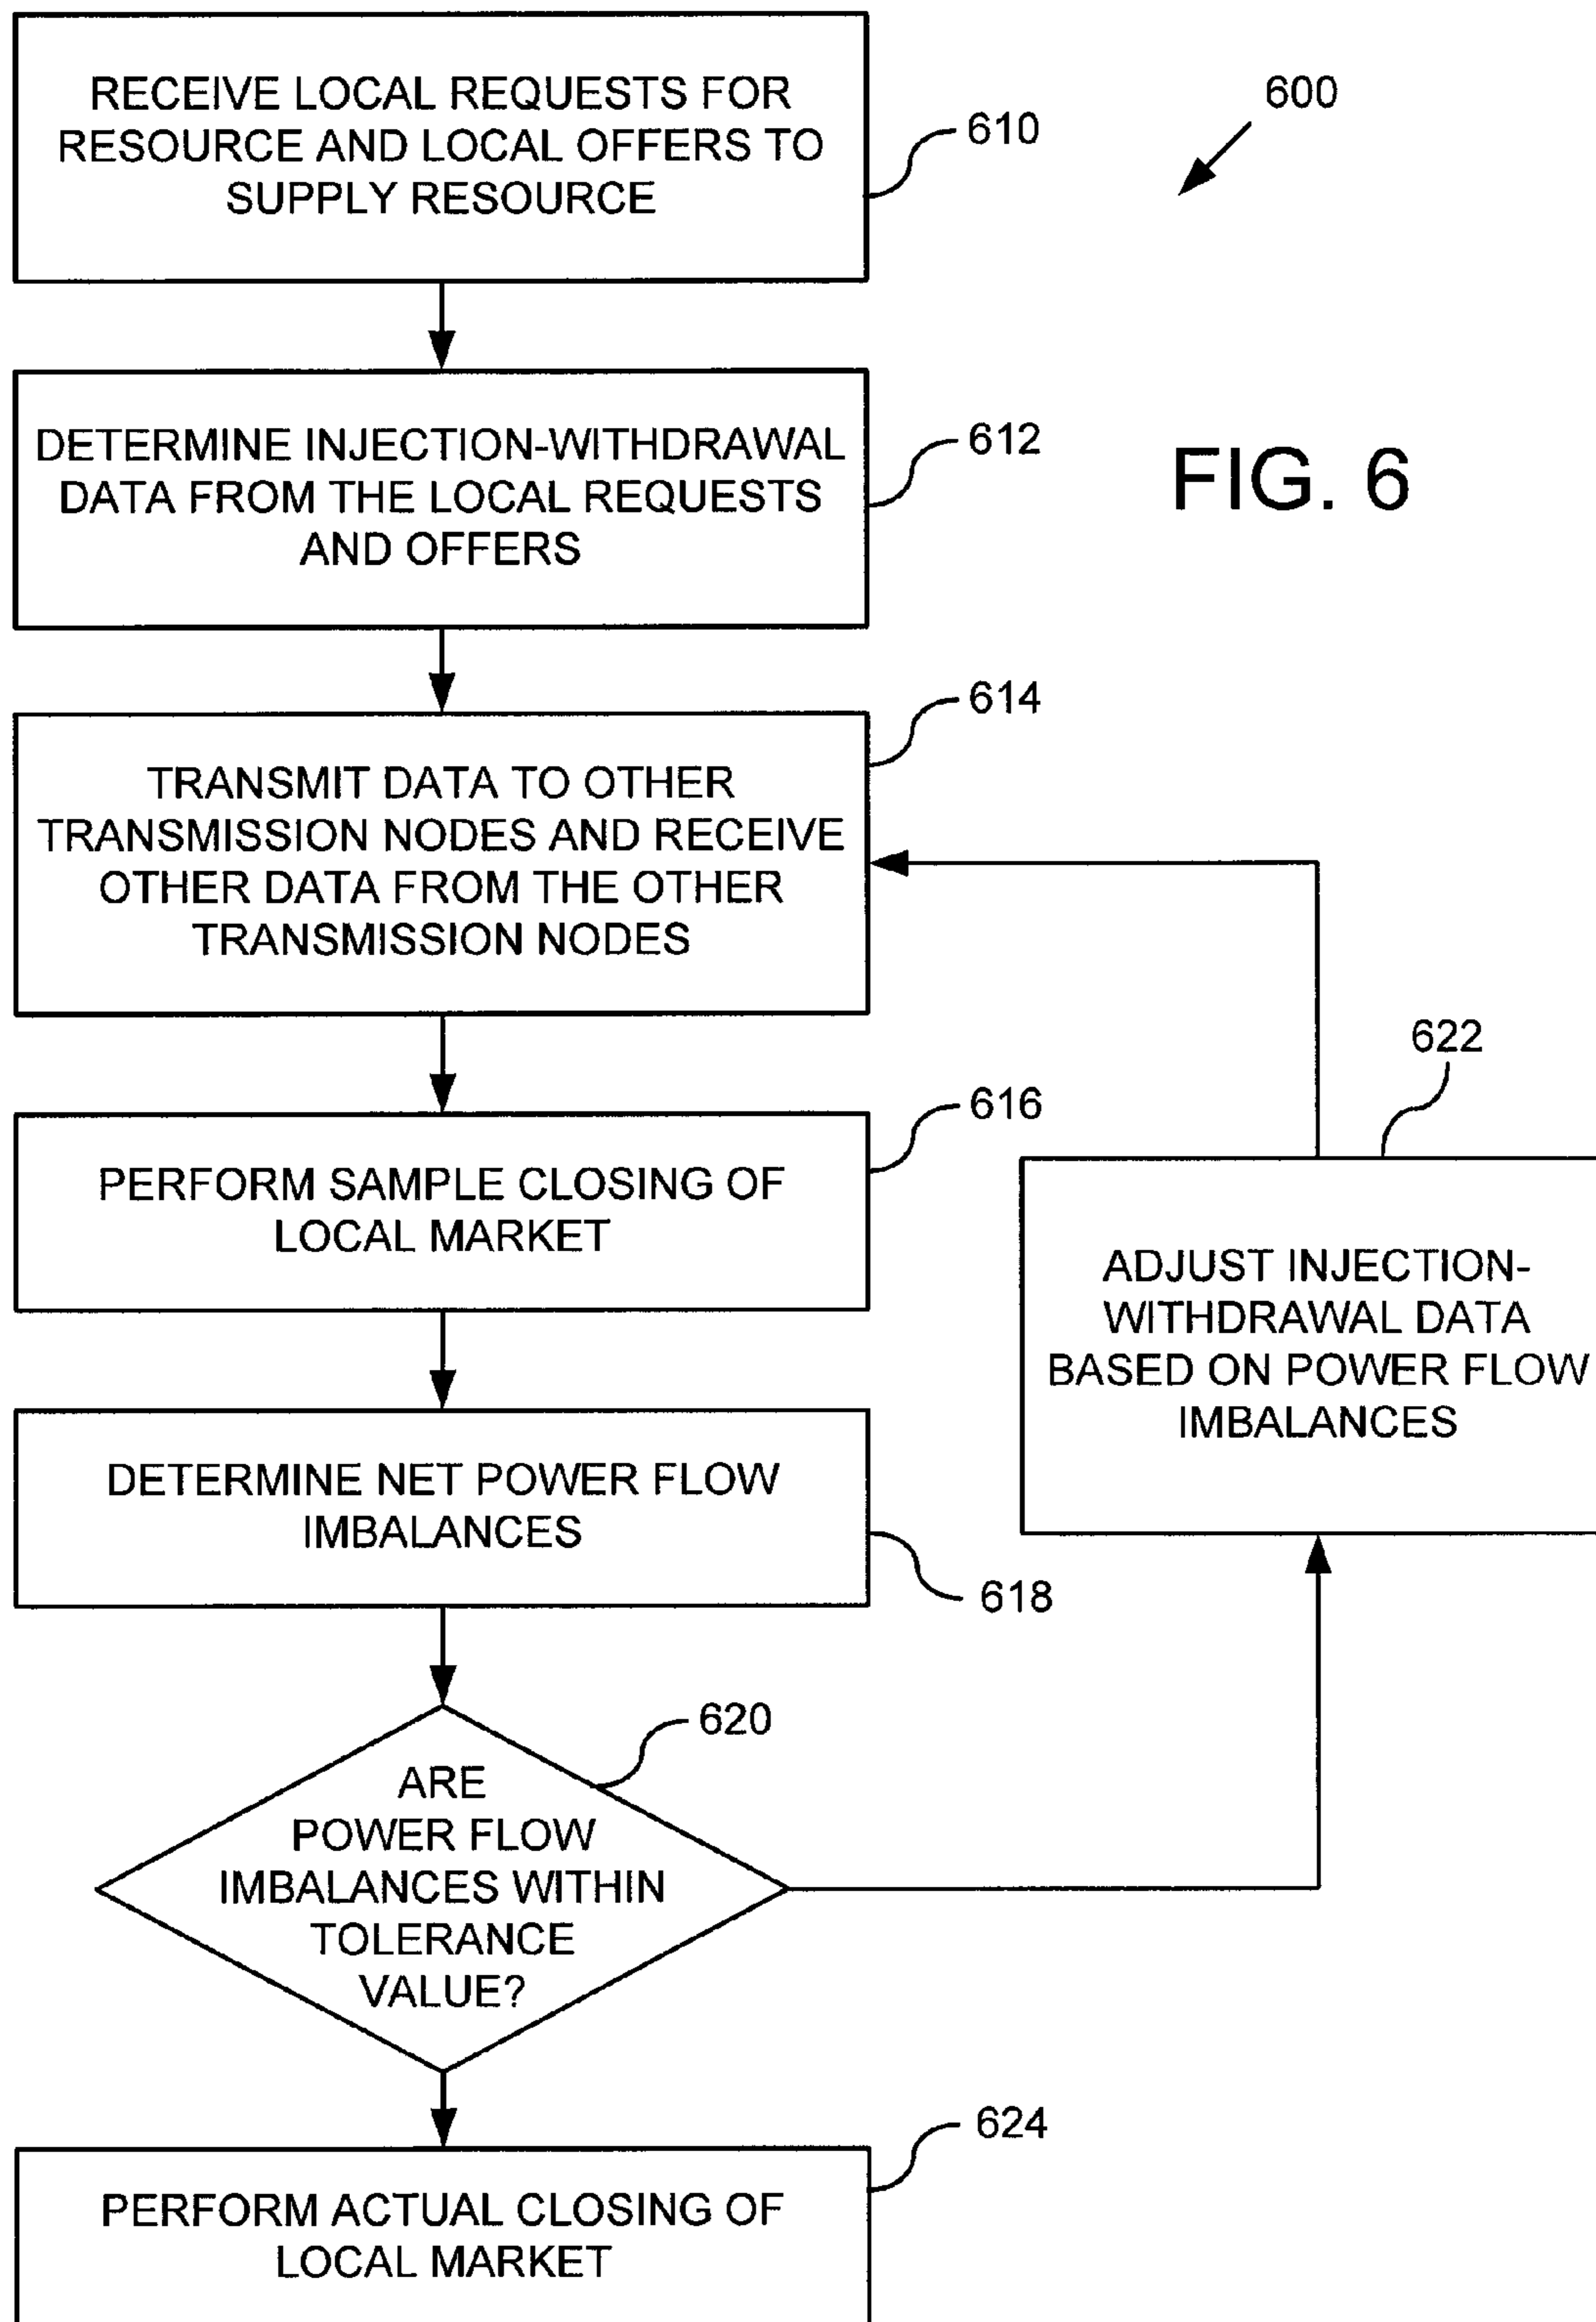 RECEIVE LOCAL REQUESTS FOR
RESOURCE AND LOCAL OFFERS TO
SUPPLY RESOURCE
610
600
DETERMINE INJECTION-WITHDRAWAL
DATA FROM THE LOCAL REQUESTS
AND OFFERS
612
FIG. 6
614
TRANSMIT DATA TO OTHER
TRANSMISSION NODES AND RECEIVE
OTHER DATA FROM THE OTHER
TRANSMISSION NODES
616
PERFORM SAMPLE CLOSING OF
LOCAL MARKET
622
ADJUST INJECTION-
WITHDRAWAL DATA
BASED ON POWER FLOW
IMBALANCES
DETERMINE NET POWER FLOW
IMBALANCES
618
620
ARE
POWER FLOW
IMBALANCES WITHIN
TOLERANCE
VALUE?
624
PERFORM ACTUAL CLOSING OF
LOCAL MARKET